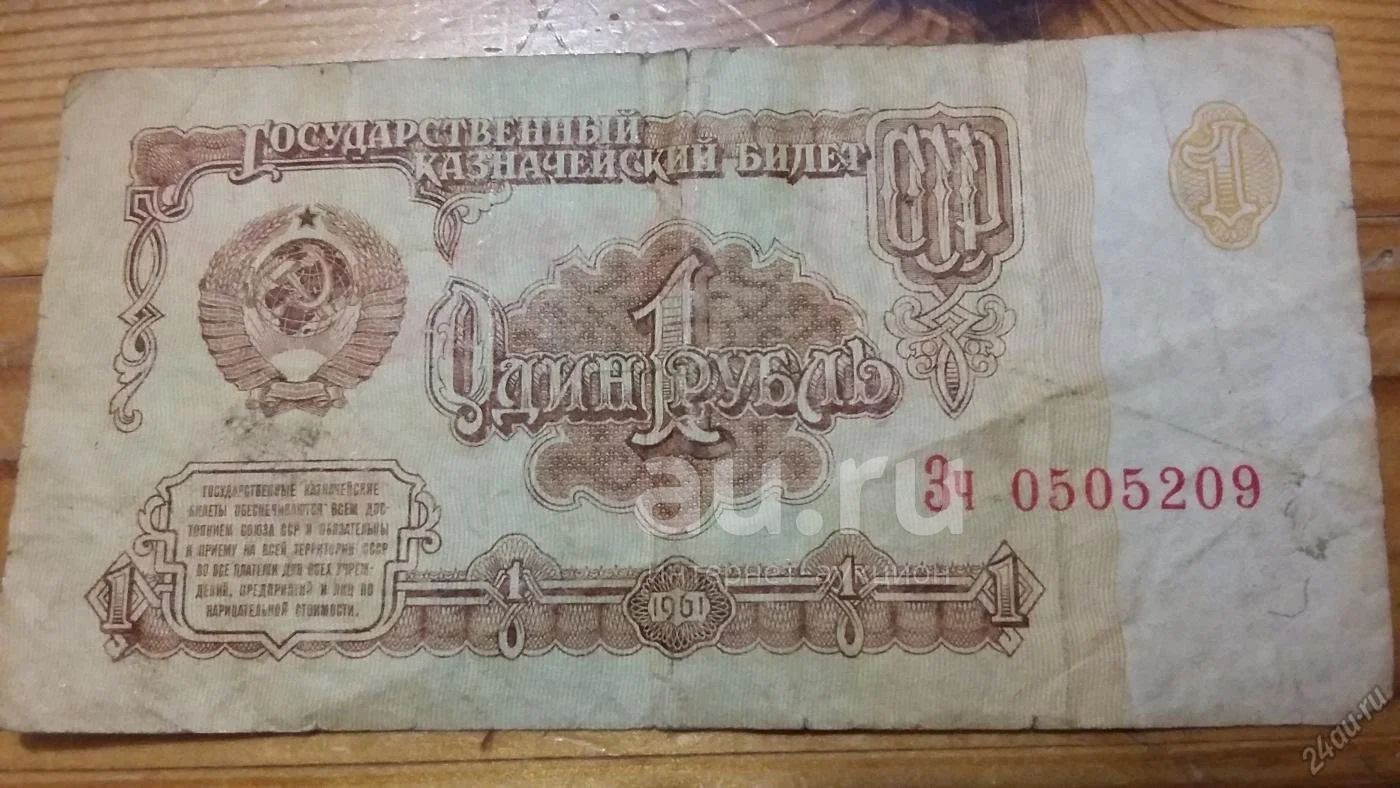 Государственный
казначейский билет
СССР
1
Один рубль
1
Зч 0505209
Государственные казначейские
билеты обеспечиваются всем дос-
тоянием Союза ССР и обязательны
к приему на всей территории СССР
во все платежи для всех учреж-
дений, предприятий и лиц по
нарицательной стоимости.
1 1 1961 1 1
au.ru
24au.ru